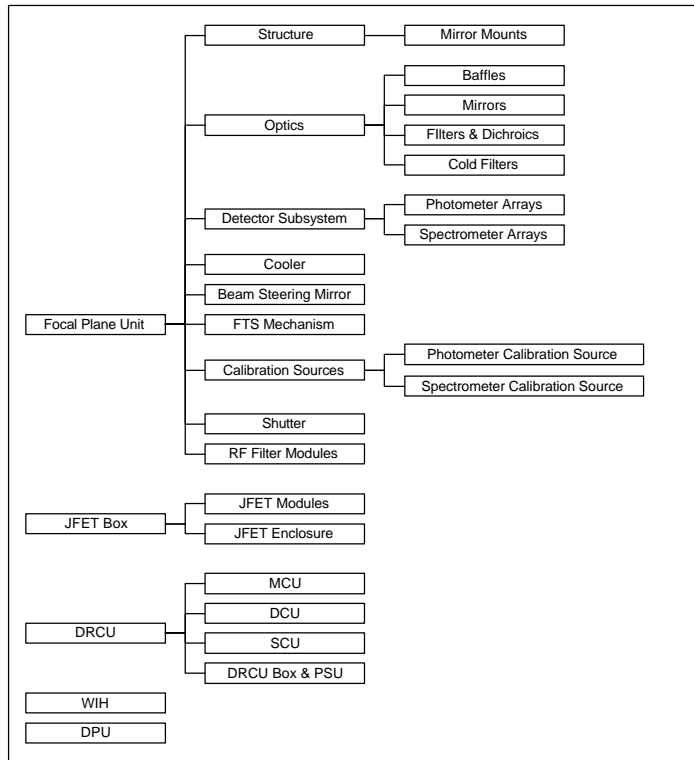 Structure
Mirror Mounts
Baffles
Mirrors
Optics
FIlters & Dichroics
Cold Filters
Photometer Arrays
Detector Subsystem
Spectrometer Arrays
Cooler
Beam Steering Mirror
Focal Plane Unit
FTS Mechanism
Photometer Calibration Source
Calibration Sources
Spectrometer Calibration Source
Shutter
RF Filter Modules
JFET Modules
JFET Box
JFET Enclosure
MCU
DCU
DRCU
SCU
DRCU Box & PSU
WIH
DPU